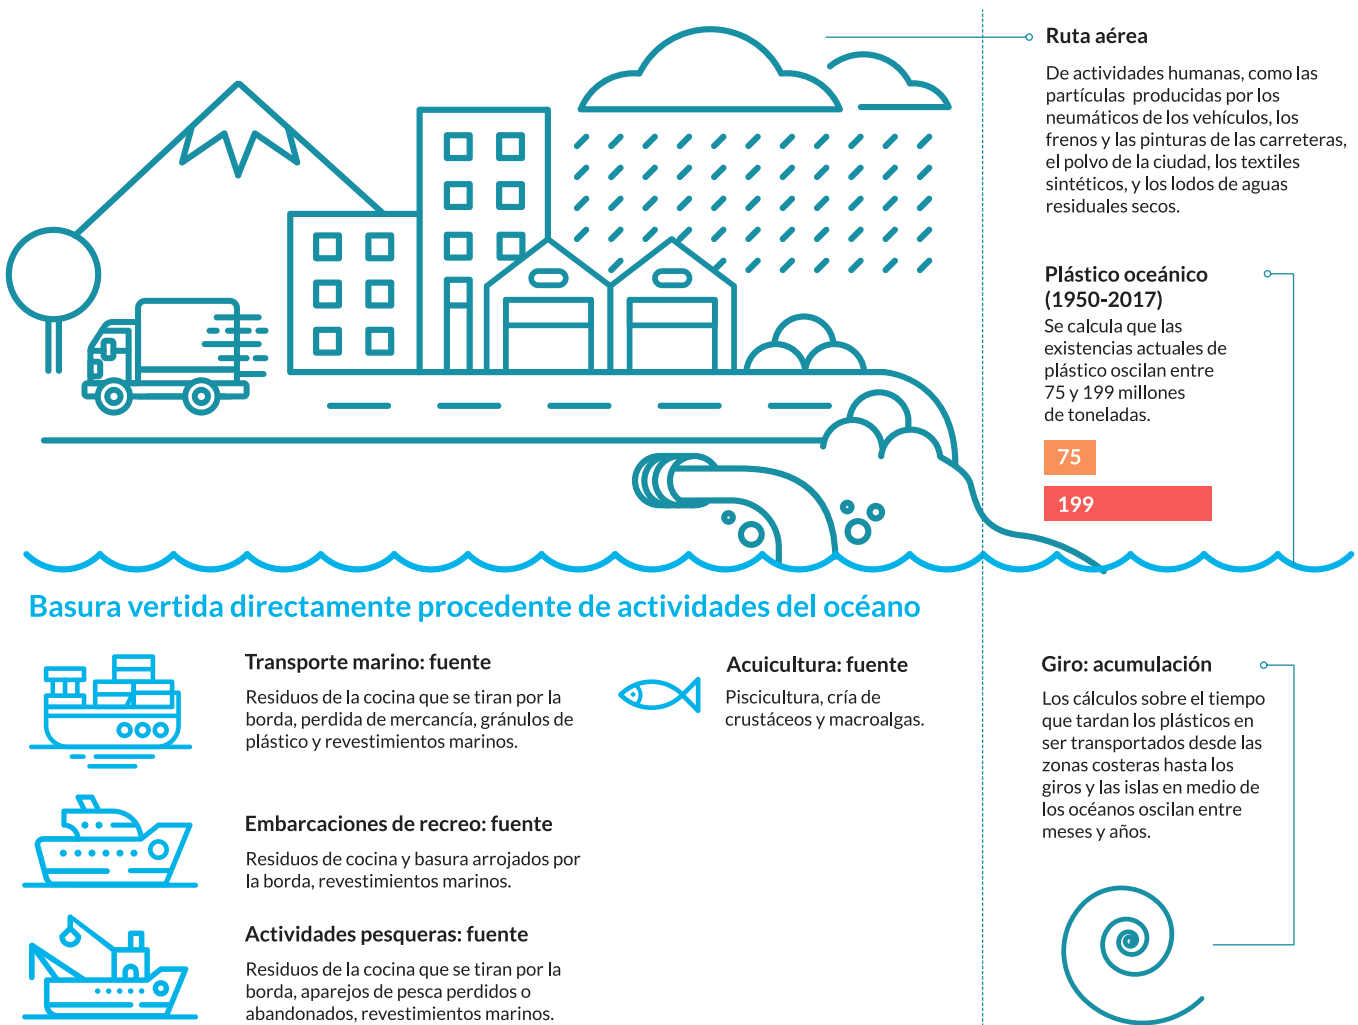 Ruta aérea
De actividades humanas, como las
partículas producidas por los
neumáticos de los vehículos, los
frenos y las pinturas de las carreteras,
el polvo de la ciudad, los textiles
sintéticos, y los lodos de aguas
residuales secos.
Plástico oceánico
(1950-2017)
Se calcula que las
existencias actuales de
plástico oscilan entre
75 y 199 millones
de toneladas.
75
199
Basura vertida directamente procedente de actividades del océano
Transporte marino: fuente
Residuos de la cocina que se tiran por la
borda, perdida de mercancía, gránulos de
plástico y revestimientos marinos.
Acuicultura: fuente
Piscicultura, cría de
crustáceos y macroalgas.
Embarcaciones de recreo: fuente
Residuos de cocina y basura arrojados por
la borda, revestimientos marinos.
Actividades pesqueras: fuente
Residuos de la cocina que se tiran por la
borda, aparejos de pesca perdidos o
abandonados, revestimientos marinos.
Giro: acumulación
Los cálculos sobre el tiempo
que tardan los plásticos en
ser transportados desde las
zonas costeras hasta los
giros y las islas en medio de
los océanos oscilan entre
meses y años.